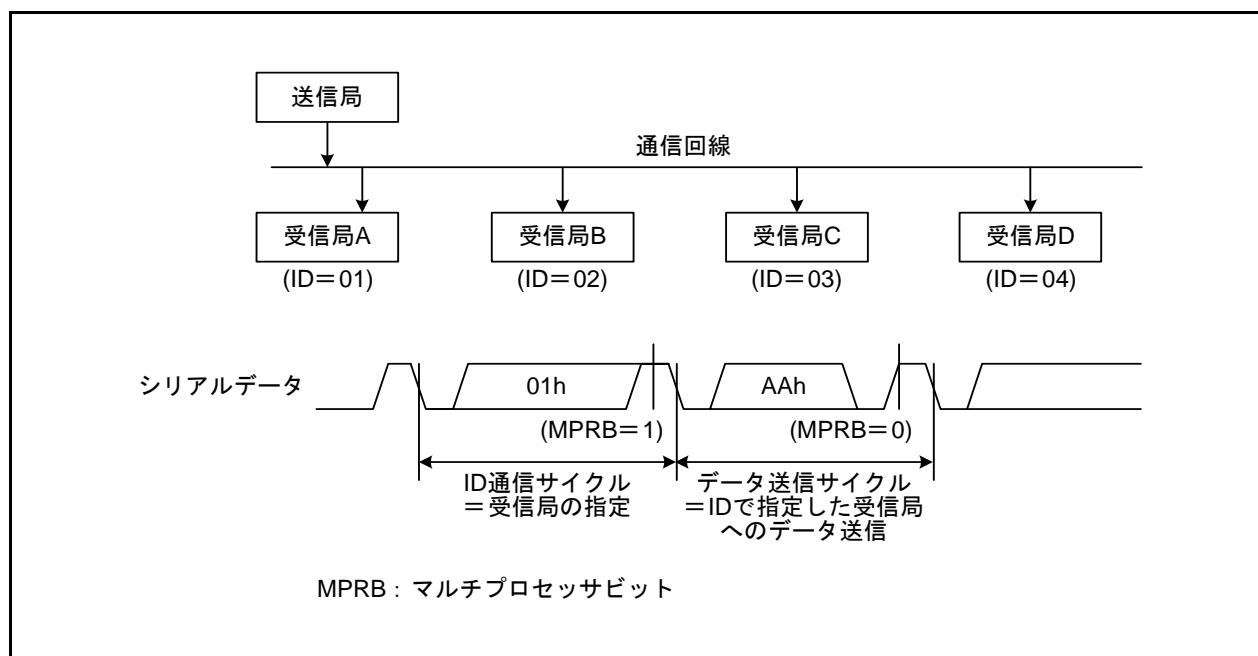 送信局
通信回線
受信局A
受信局B
受信局C
受信局D
(ID＝01)
(ID＝02)
(ID＝03)
(ID＝04)
シリアルデータ
01h
AAh
(MPRB＝1)
(MPRB＝0)
ID通信サイクル
＝受信局の指定
データ送信サイクル
＝IDで指定した受信局
へのデータ送信
MPRB：マルチプロセッサビット